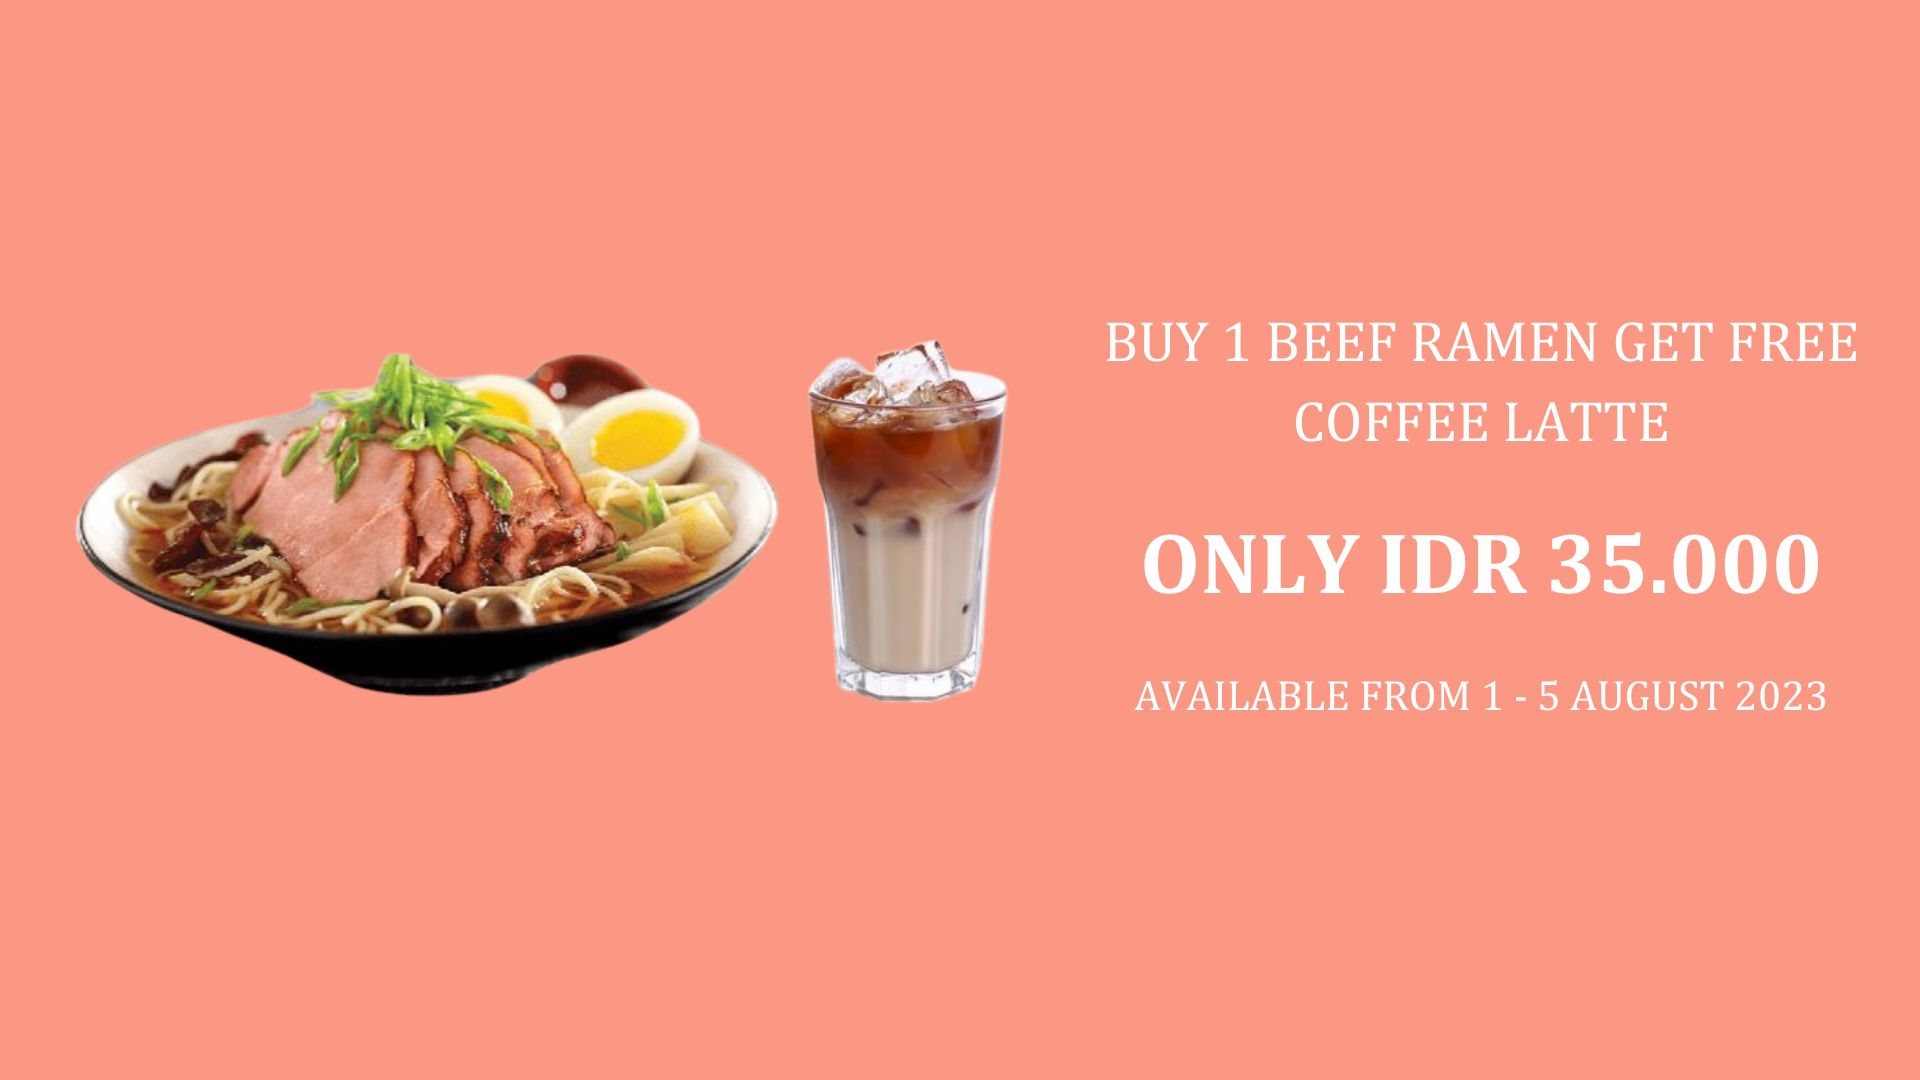 BUY 1 BEEF RAMEN GET FREE
COFFEE LATTE
ONLY IDR 35.000
AVAILABLE FROM 1 - 5 AUGUST 2023